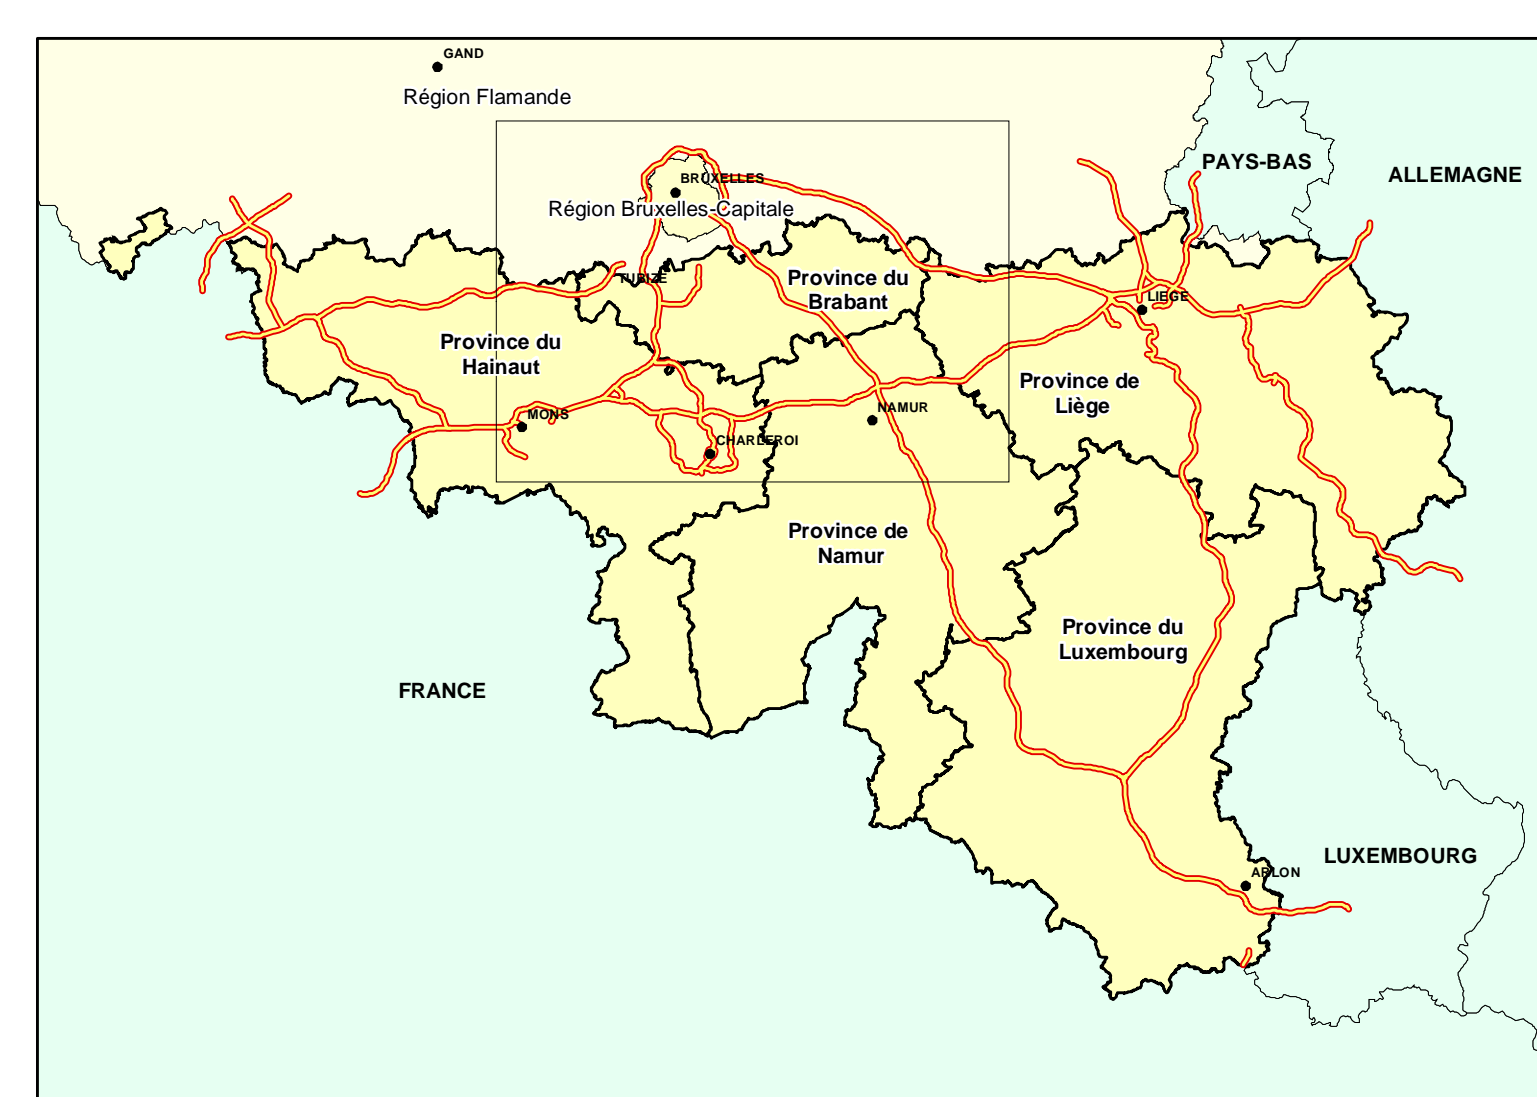 GAND
Région Flamande
PAYS-BAS
ALLEMAGNE
BRUXELLES
Région Bruxelles-Capitale
TUBIZE
Province du
Brabant
LIEGE
Province du
Hainaut
Province de
Liège
MONS
NAMUR
CHARLEROI
Province de
Namur
Province du
Luxembourg
FRANCE
LUXEMBOURG
ARLON